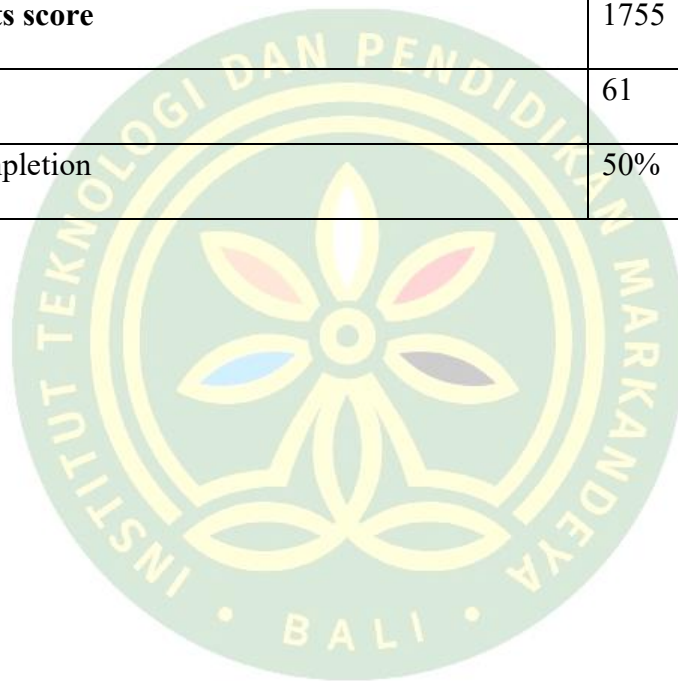 ts score 1755
61
pletion 50%
INSTITUT TEKNOLOGI DAN PENDIDIKAN MARKANDEYA
• BALI •